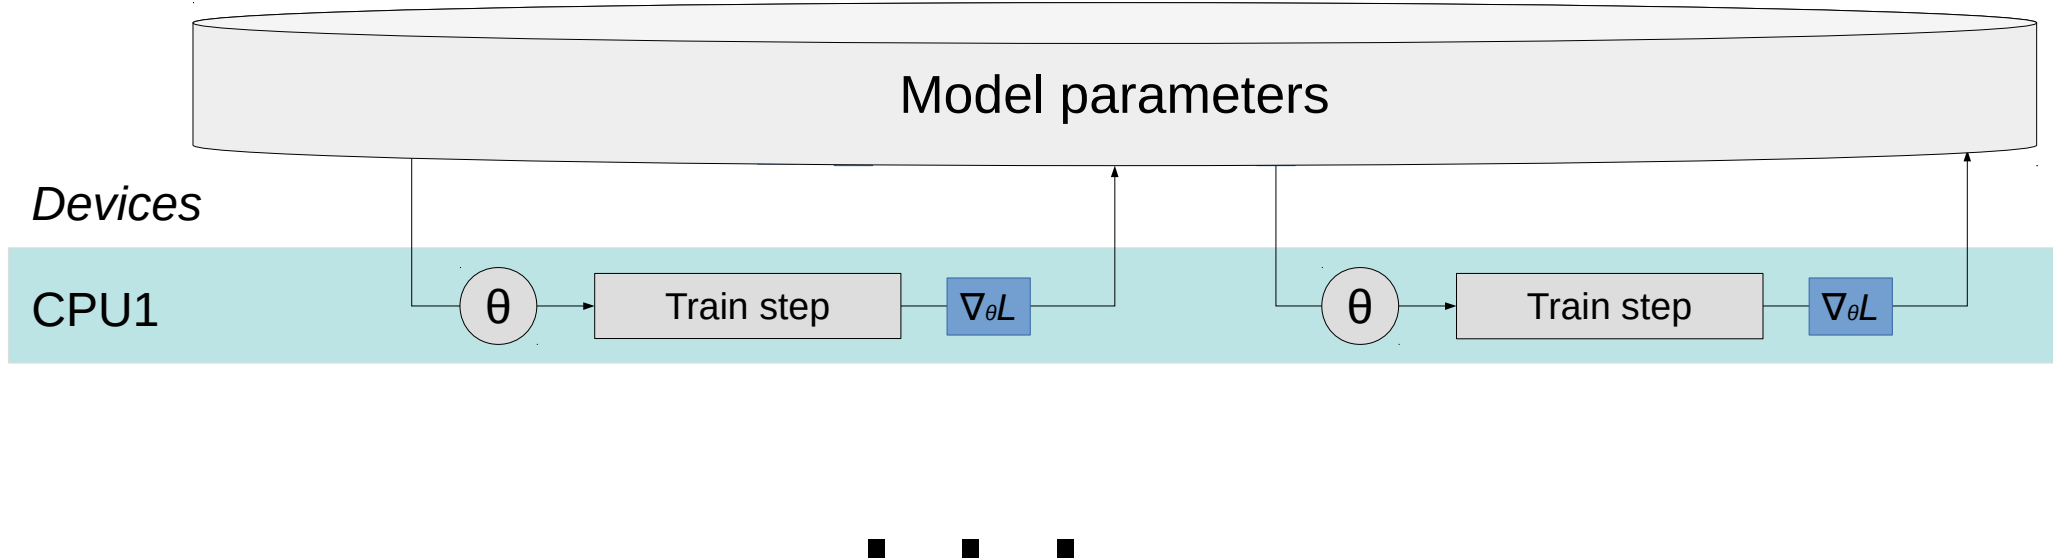 Model parameters
Devices
CPU1
θ
Train step
∇θL
θ
Train step
∇θL